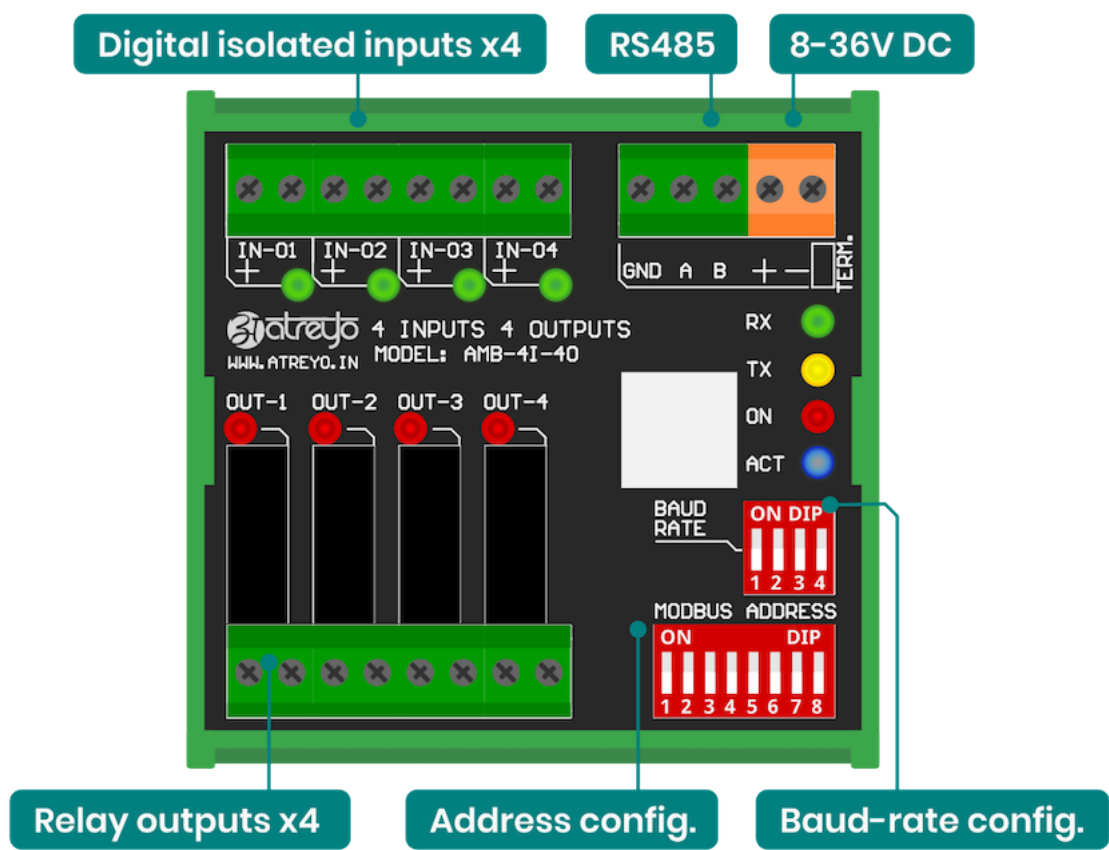 Digital isolated inputs x4
RS485
8-36V DC
IN-01 IN-02 IN-03 IN-04
+ + + +
GND A B + -
TERM.
atreyo 4 INPUTS 4 OUTPUTS
WWW.ATREYO.IN MODEL: AMB-4I-4O
RX
TX
ON
ACT
OUT-1 OUT-2 OUT-3 OUT-4
BAUD
RATE
ON DIP
1 2 3 4
MODBUS ADDRESS
ON DIP
1 2 3 4 5 6 7 8
Relay outputs x4
Address config.
Baud-rate config.